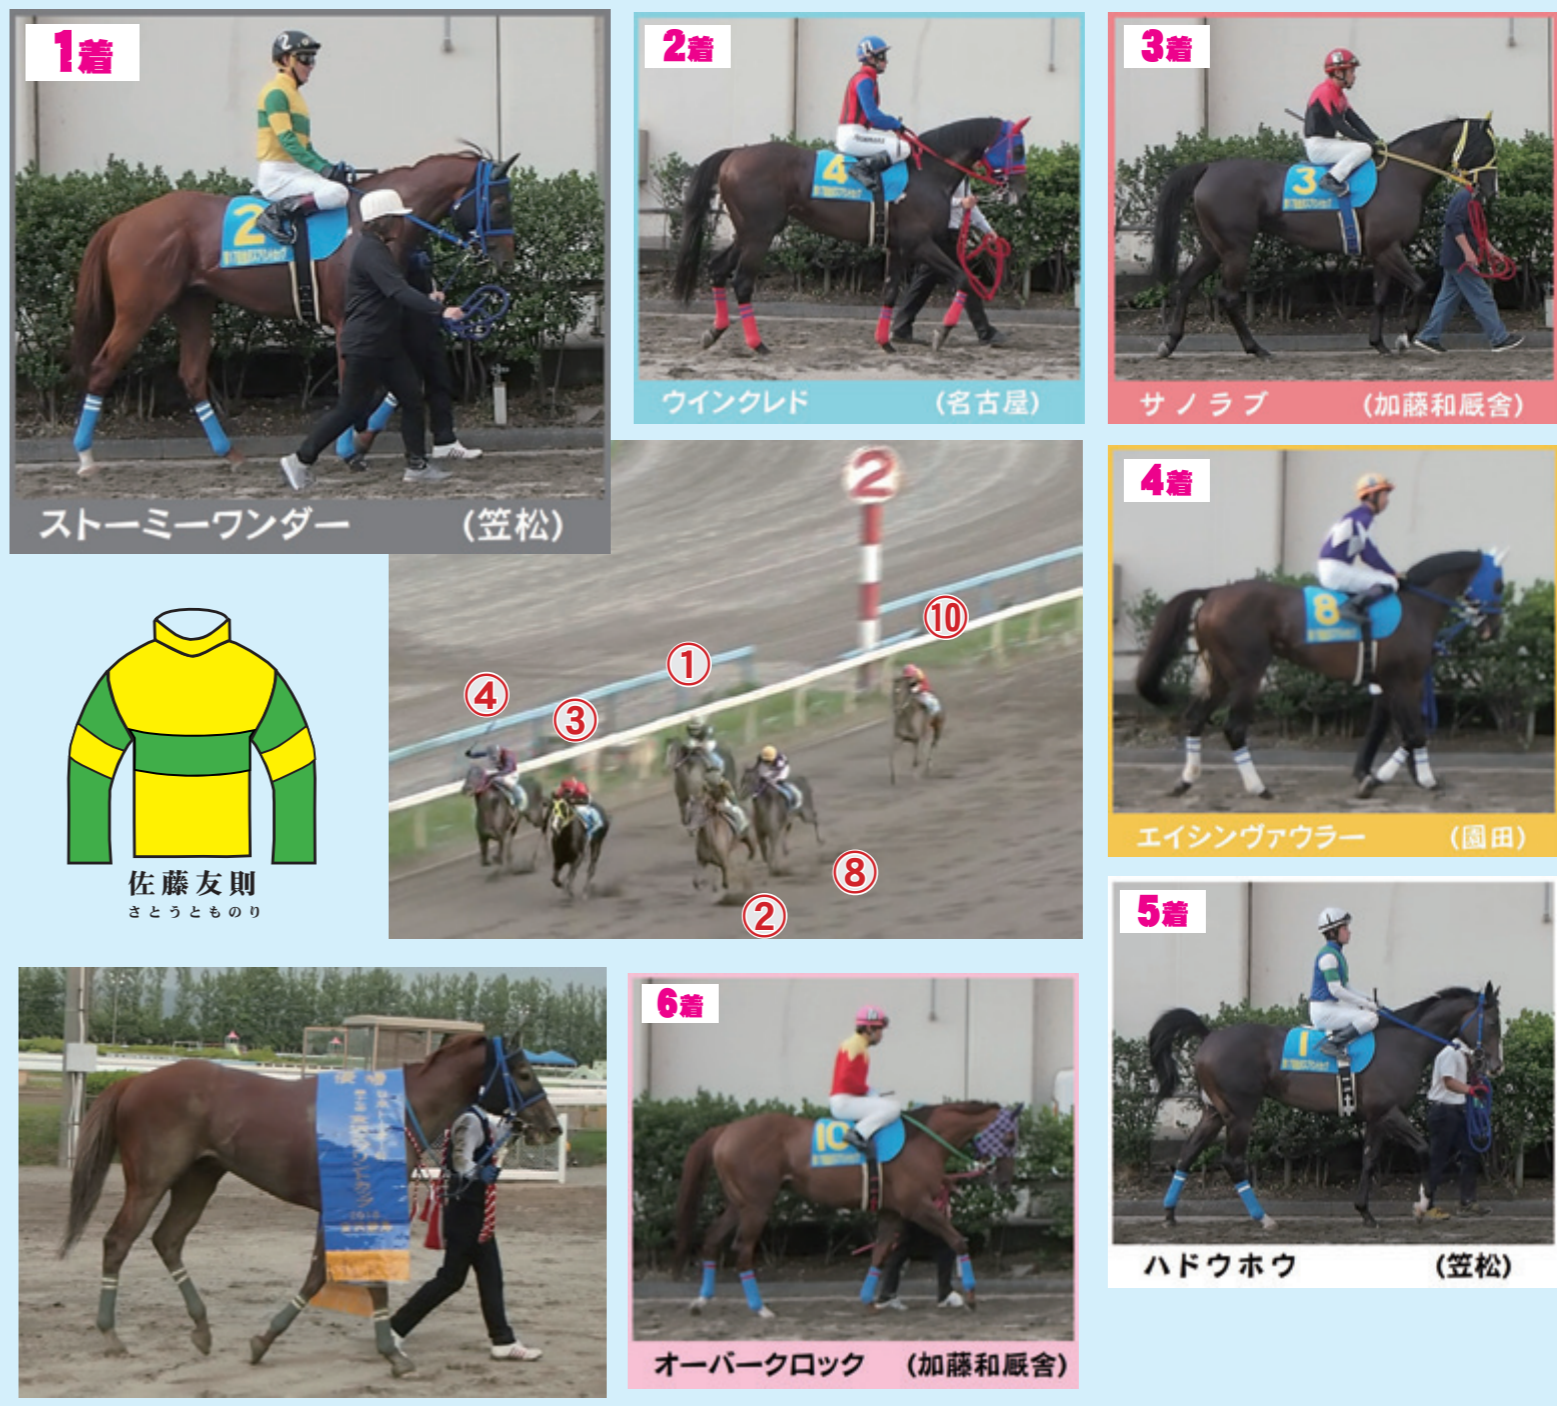 1着
2
2
ストーミーワンダー (笠松)
2着
4
ウインクレド (名古屋)
3着
3
サノラブ (加藤和厩舎)
佐藤友則
さとうとものり
2
④
③
①
⑩
⑧
②
4着
8
エイシンヴァウラー (園田)
5着
1
ハドウホウ (笠松)
6着
10
オーバークロック (加藤和厩舎)